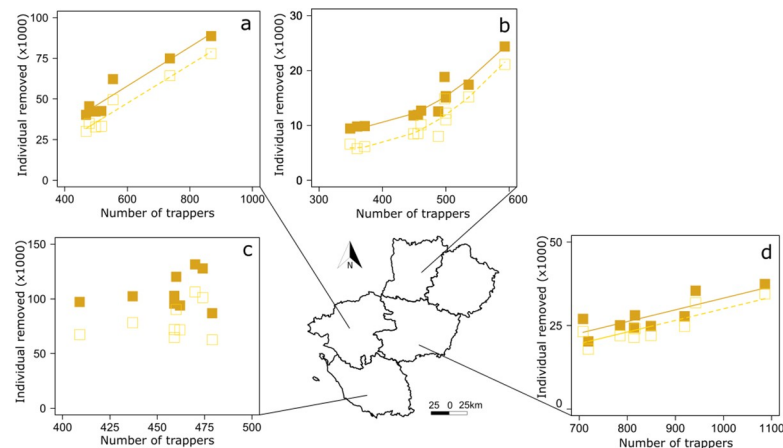 a
Individual removed (x1000)
100
75
50
25
0
400 600 800 1000
Number of trappers
b
Individual removed (x1000)
30
20
10
0
300 400 500 600
Number of trappers
c
Individual removed (x1000)
150
100
50
0
400 425 450 475 500
Number of trappers
N
25 0 25km
d
Individual removed (x1000)
50
25
0
700 800 900 1000 1100
Number of trappers